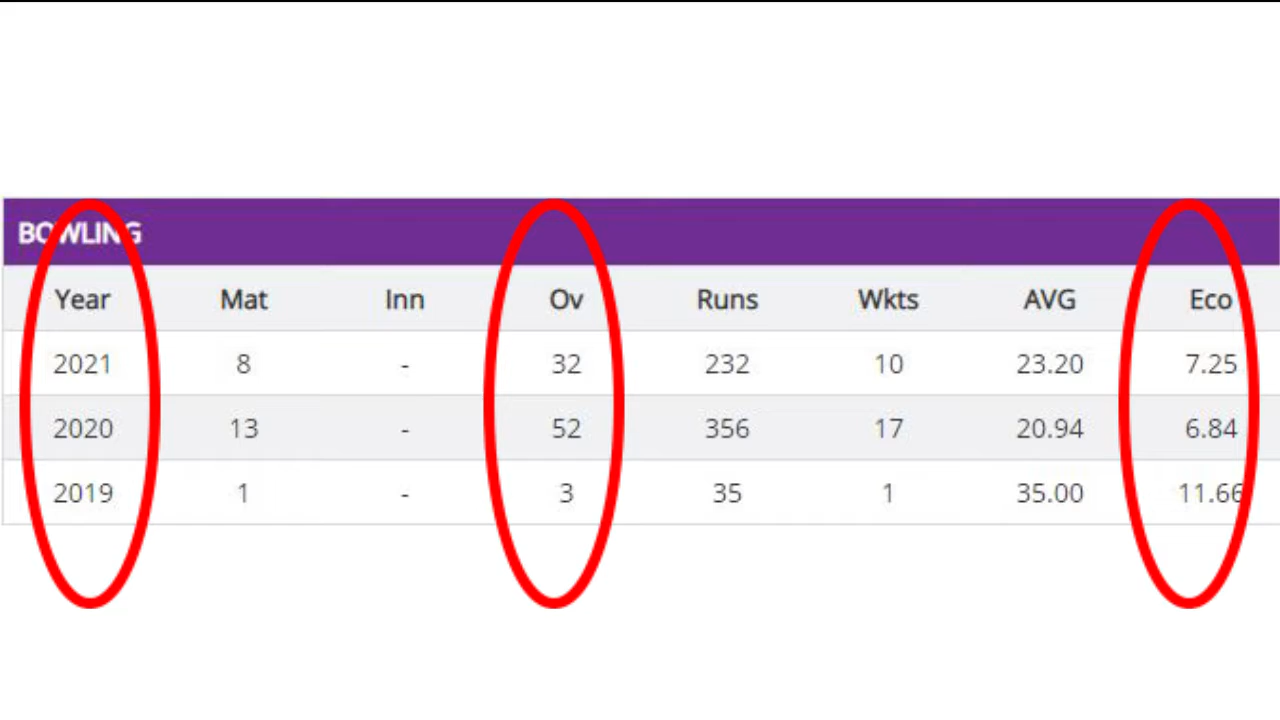 BOWLING
Year Mat Inn Ov Runs Wkts AVG Eco
2021 8 - 32 232 10 23.20 7.25
2020 13 - 52 356 17 20.94 6.84
2019 1 - 3 35 1 35.00 11.66